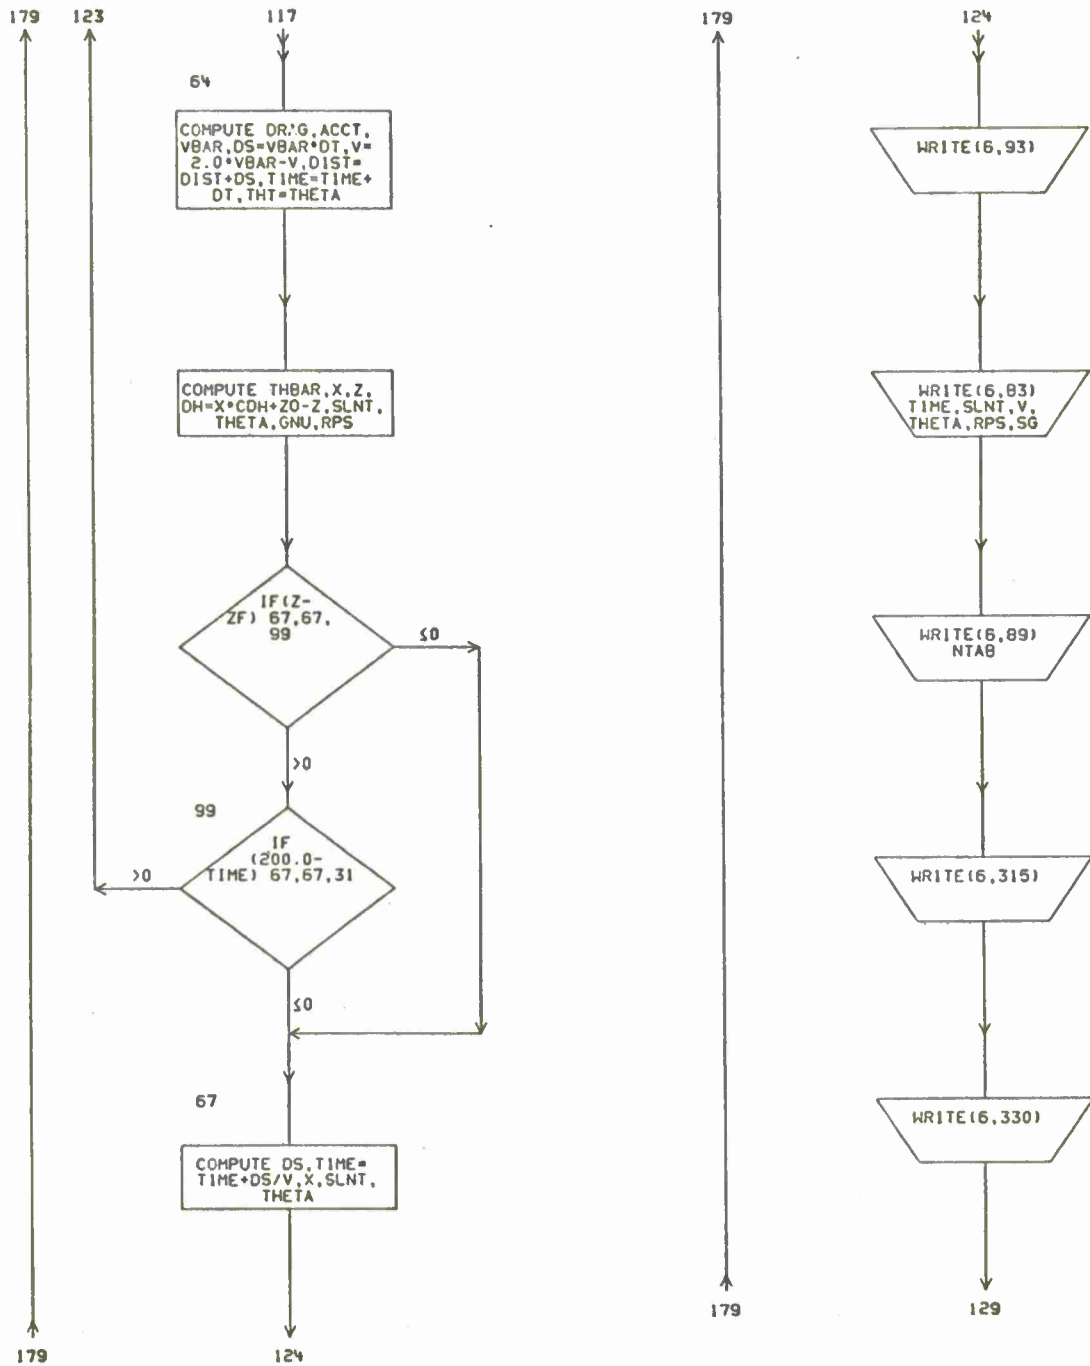 179
123
117
64
COMPUTE DR:G,ACCT,
VBAR,DS=VBAR*DT,V=
2.0*VBAR-V,DIST=
DIST+DS,TIME=TIME+
DT,THT=THETA
COMPUTE THBAR,X,Z,
DH=X*CDH+ZO-Z,SLNT,
THETA,GNU,RPS
IF(Z-
ZF) 67,67,
99
≤0
>0
99
IF
(200.0-
TIME) 67,67,31
>0
≤0
67
COMPUTE DS,TIME=
TIME+DS/V,X,SLNT,
THETA
179
124
179
124
WRITE(6,93)
WRITE(6,83)
TIME,SLNT,V,
THETA,RPS,SG
WRITE(6,89)
NTAB
WRITE(6,315)
WRITE(6,330)
179
129